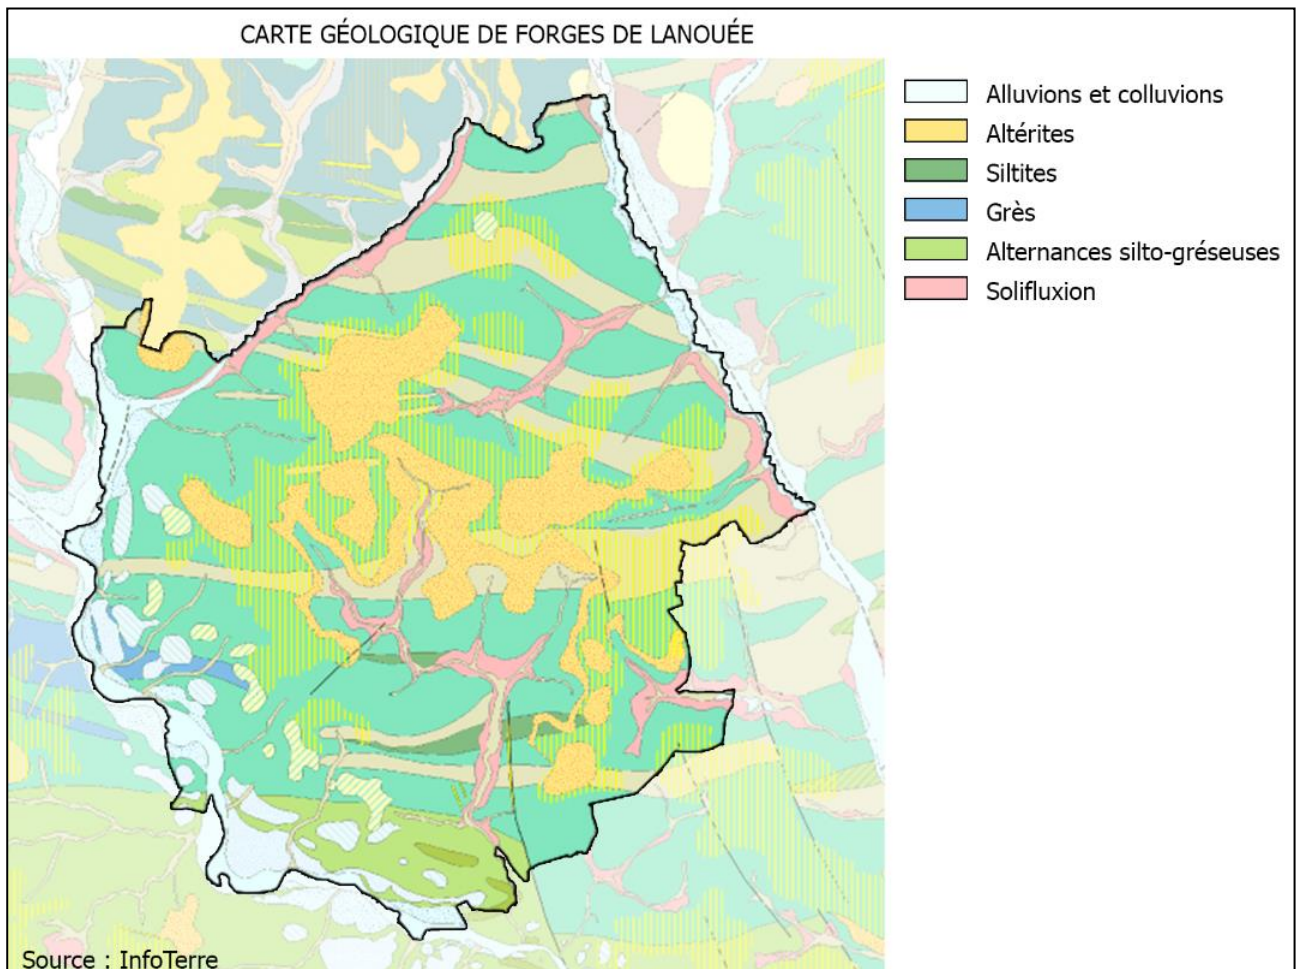 CARTE GÉOLOGIQUE DE FORGES DE LANOUÉE
Alluvions et colluvions
Altérites
Siltites
Grès
Alternances silto-gréseuses
Solifluxion
Source : InfoTerre